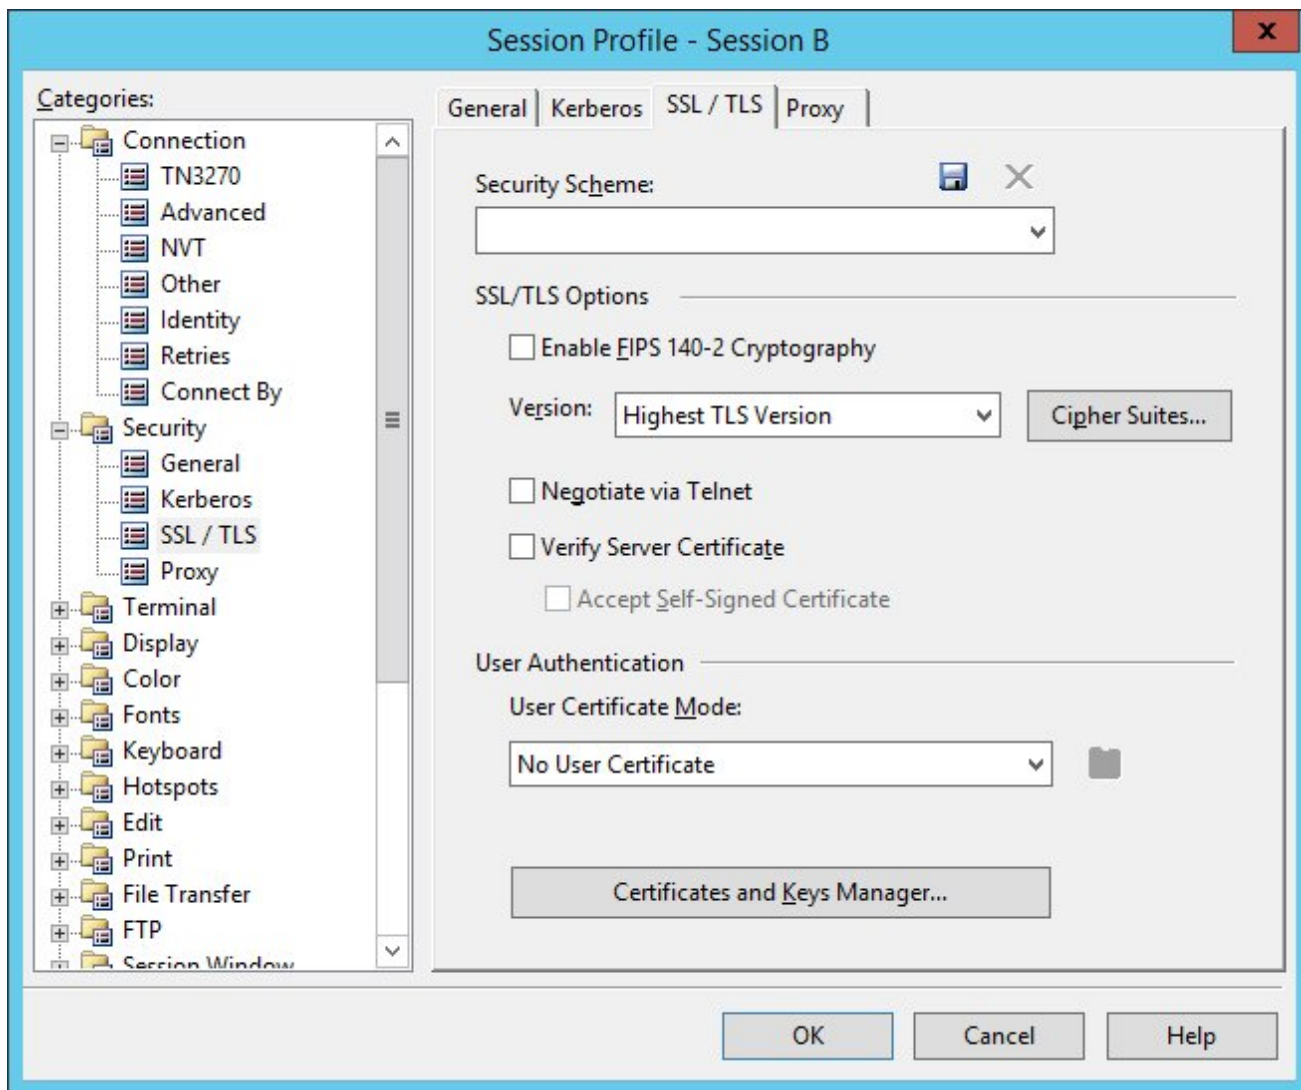 Session Profile - Session B
x
Categories:
Connection
TN3270
Advanced
NVT
Other
Identity
Retries
Connect By
Security
General
Kerberos
SSL / TLS
Proxy
Terminal
Display
Color
Fonts
Keyboard
Hotspots
Edit
Print
File Transfer
FTP
Session Window
General Kerberos SSL / TLS Proxy
Security Scheme:
SSL/TLS Options
Enable FIPS 140-2 Cryptography
Version: Highest TLS Version Cipher Suites...
Negotiate via Telnet
Verify Server Certificate
Accept Self-Signed Certificate
User Authentication
User Certificate Mode:
No User Certificate
Certificates and Keys Manager...
OK Cancel Help